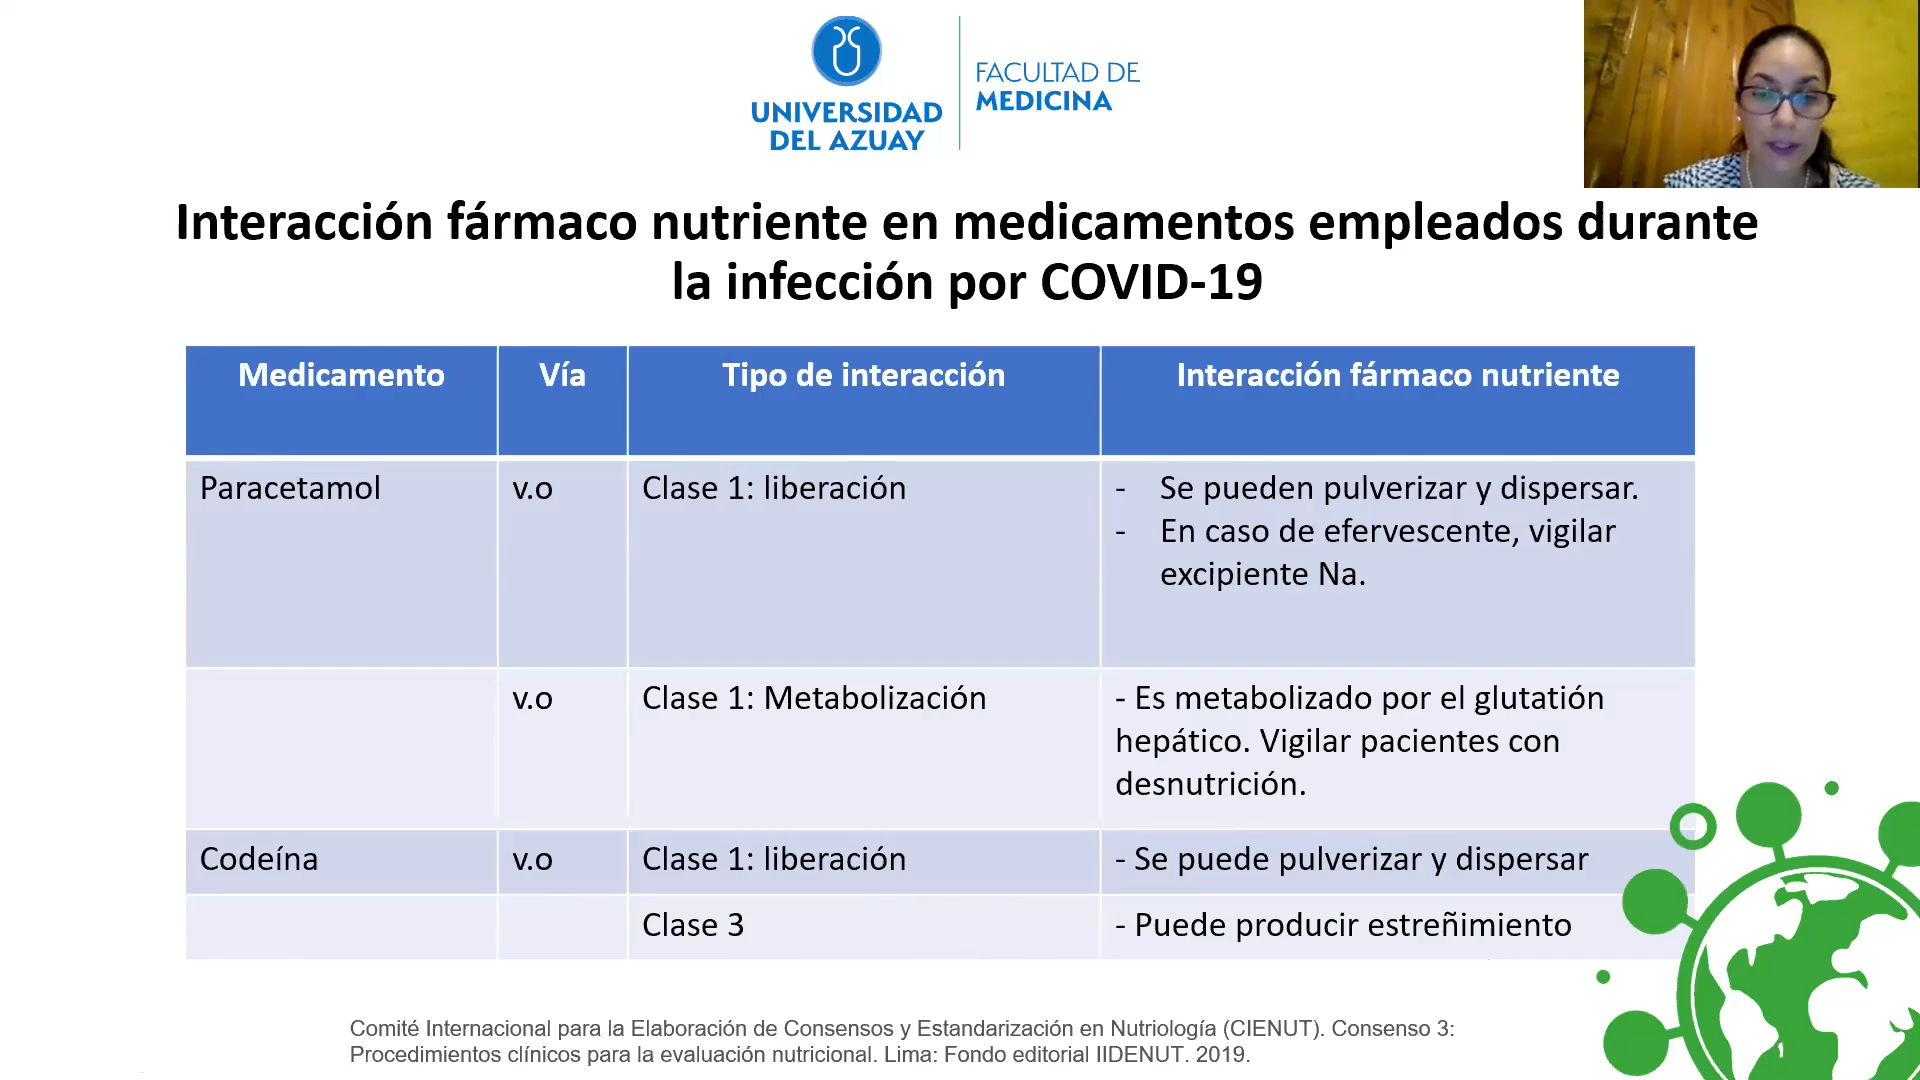 UNIVERSIDAD
DEL AZUAY
FACULTAD DE
MEDICINA
Interacción fármaco nutriente en medicamentos empleados durante
la infección por COVID-19
Medicamento
Vía
Tipo de interacción
Interacción fármaco nutriente
Paracetamol
v.o
Clase 1: liberación
- Se pueden pulverizar y dispersar.
- En caso de efervescente, vigilar
excipiente Na.
v.o
Clase 1: Metabolización
- Es metabolizado por el glutatión
hepático. Vigilar pacientes con
desnutrición.
Codeína
v.o
Clase 1: liberación
- Se puede pulverizar y dispersar
Clase 3
- Puede producir estreñimiento
Comité Internacional para la Elaboración de Consensos y Estandarización en Nutriología (CIENUT). Consenso 3:
Procedimientos clínicos para la evaluación nutricional. Lima: Fondo editorial IIDENUT. 2019.